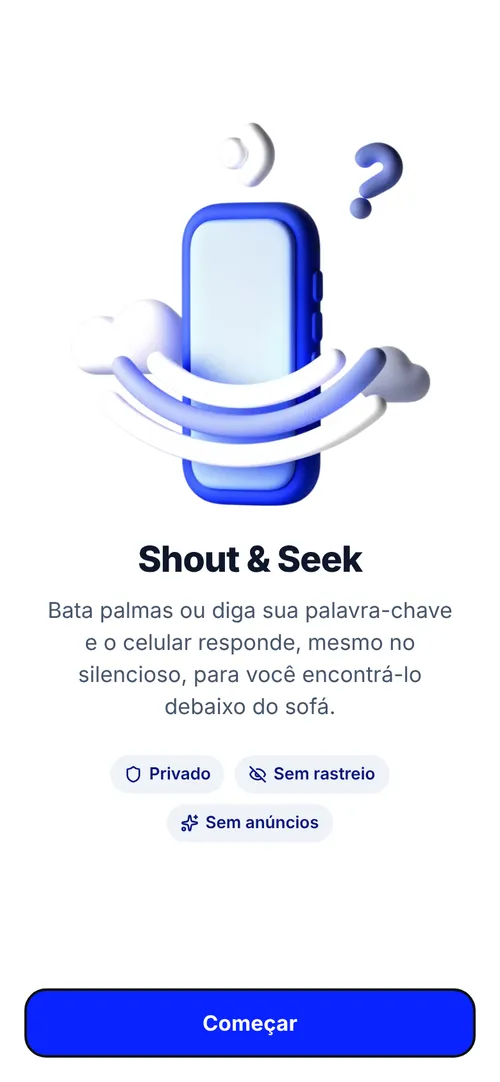 Shout & Seek
Bata palmas ou diga sua palavra-chave
e o celular responde, mesmo no
silencioso, para você encontrá-lo
debaixo do sofá.
Privado
Sem rastreio
Sem anúncios
Começar